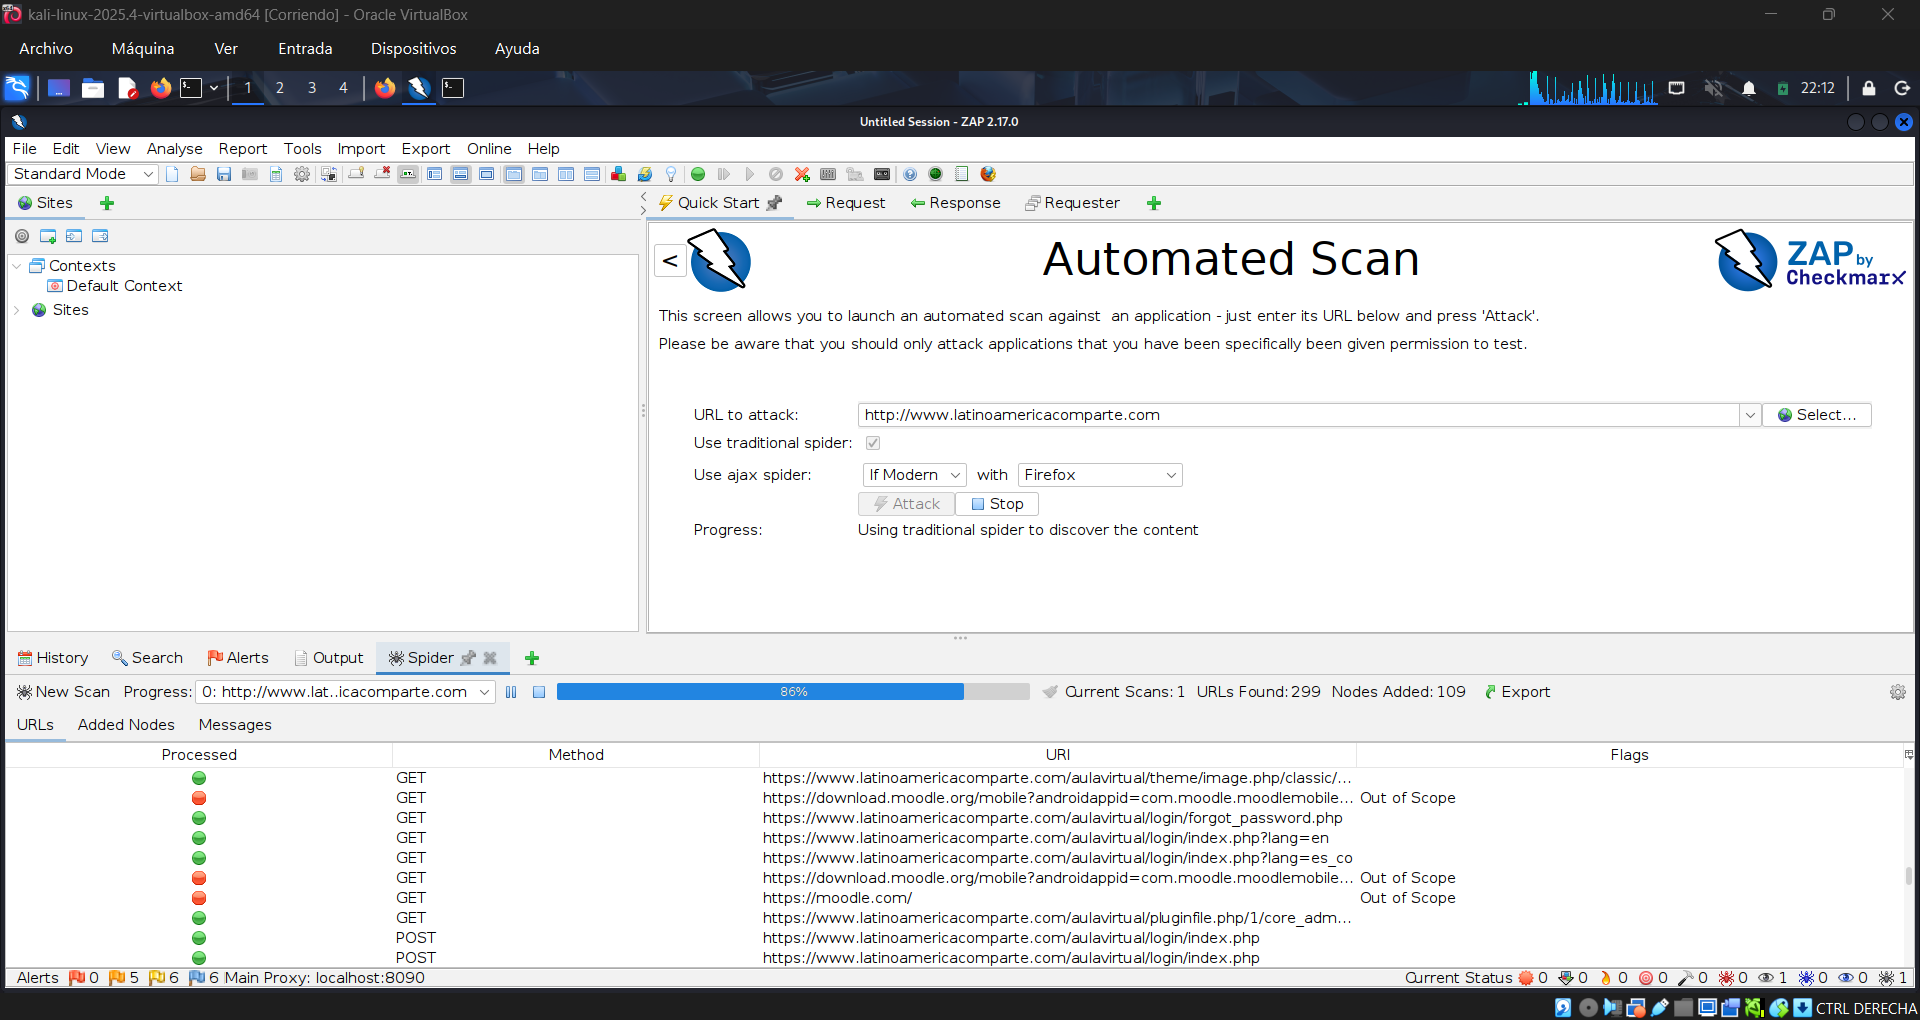 kali-linux-2025.4-virtualbox-amd64 [Corriendo] - Oracle VirtualBox
Archivo Máquina Ver Entrada Dispositivos Ayuda
1 2 3 4 22:12
Untitled Session - ZAP 2.17.0
File Edit View Analyse Report Tools Import Export Online Help
Standard Mode
Sites
Quick Start Request Response Requester
Contexts
Default Context
Sites
<
Automated Scan
ZAP by Checkmarx
This screen allows you to launch an automated scan against  an application - just enter its URL below and press 'Attack'.
Please be aware that you should only attack applications that you have been specifically been given permission to test.
URL to attack: http://www.latinoamericacomparte.com Select...
Use traditional spider:
Use ajax spider: If Modern with Firefox
Attack Stop
Progress: Using traditional spider to discover the content
History Search Alerts Output Spider
New Scan Progress: 0: http://www.lat..icacomparte.com 86% Current Scans: 1 URLs Found: 299 Nodes Added: 109 Export
URLs Added Nodes Messages
Processed Method URI Flags
GET https://www.latinoamericacomparte.com/aulavirtual/theme/image.php/classic/...
GET https://download.moodle.org/mobile?androidappid=com.moodle.moodlemobile... Out of Scope
GET https://www.latinoamericacomparte.com/aulavirtual/login/forgot_password.php
GET https://www.latinoamericacomparte.com/aulavirtual/login/index.php?lang=en
GET https://www.latinoamericacomparte.com/aulavirtual/login/index.php?lang=es_co
GET https://download.moodle.org/mobile?androidappid=com.moodle.moodlemobile... Out of Scope
GET https://moodle.com/ Out of Scope
GET https://www.latinoamericacomparte.com/aulavirtual/pluginfile.php/1/core_adm...
POST https://www.latinoamericacomparte.com/aulavirtual/login/index.php
POST https://www.latinoamericacomparte.com/aulavirtual/login/index.php
Alerts 0 5 6 6 Main Proxy: localhost:8090 Current Status 0 0 0 0 0 0 1 0 0 1
CTRL DERECHA